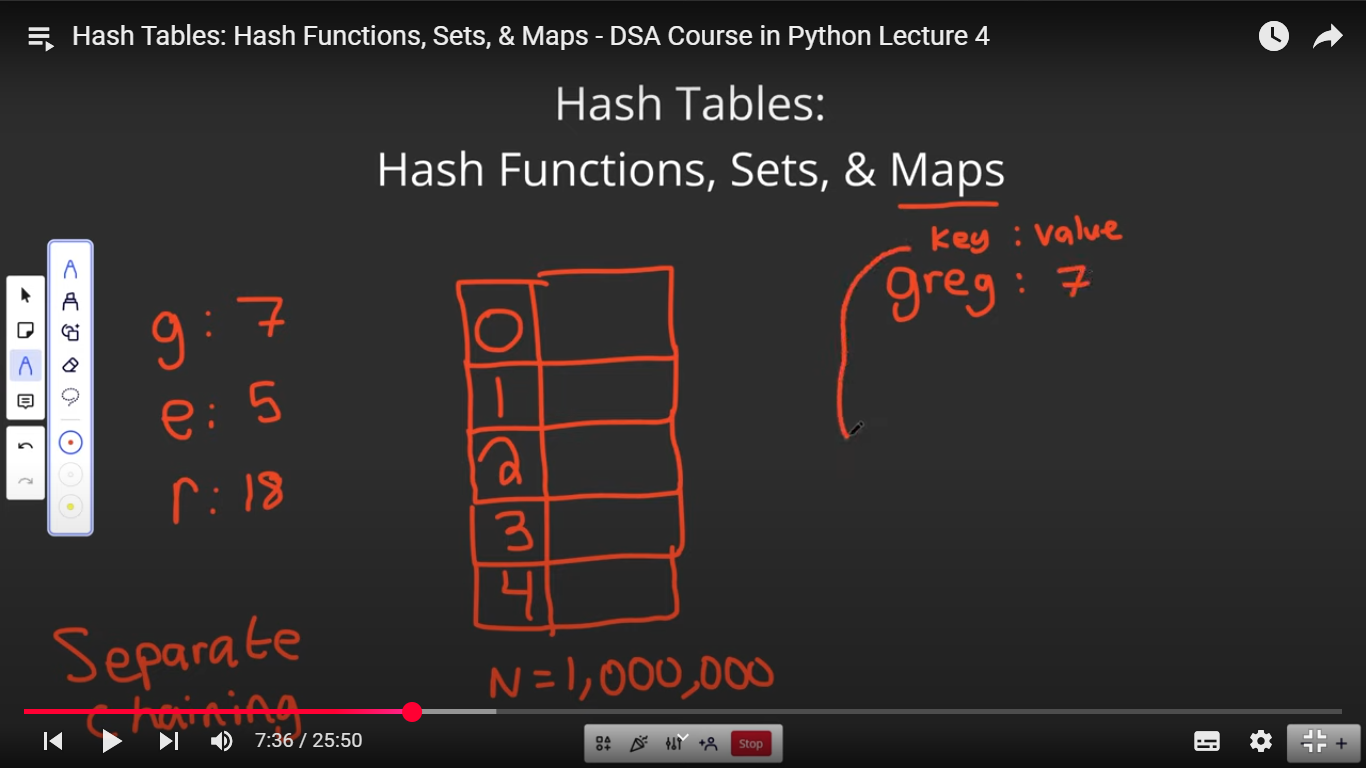 Hash Tables: Hash Functions, Sets, & Maps - DSA Course in Python Lecture 4
Hash Tables:
Hash Functions, Sets, & Maps
key : value
greg : 7
g : 7
e : 5
r : 18
0
1
2
3
4
Separate
chaining
N = 1,000,000
7:36 / 25:50
Stop